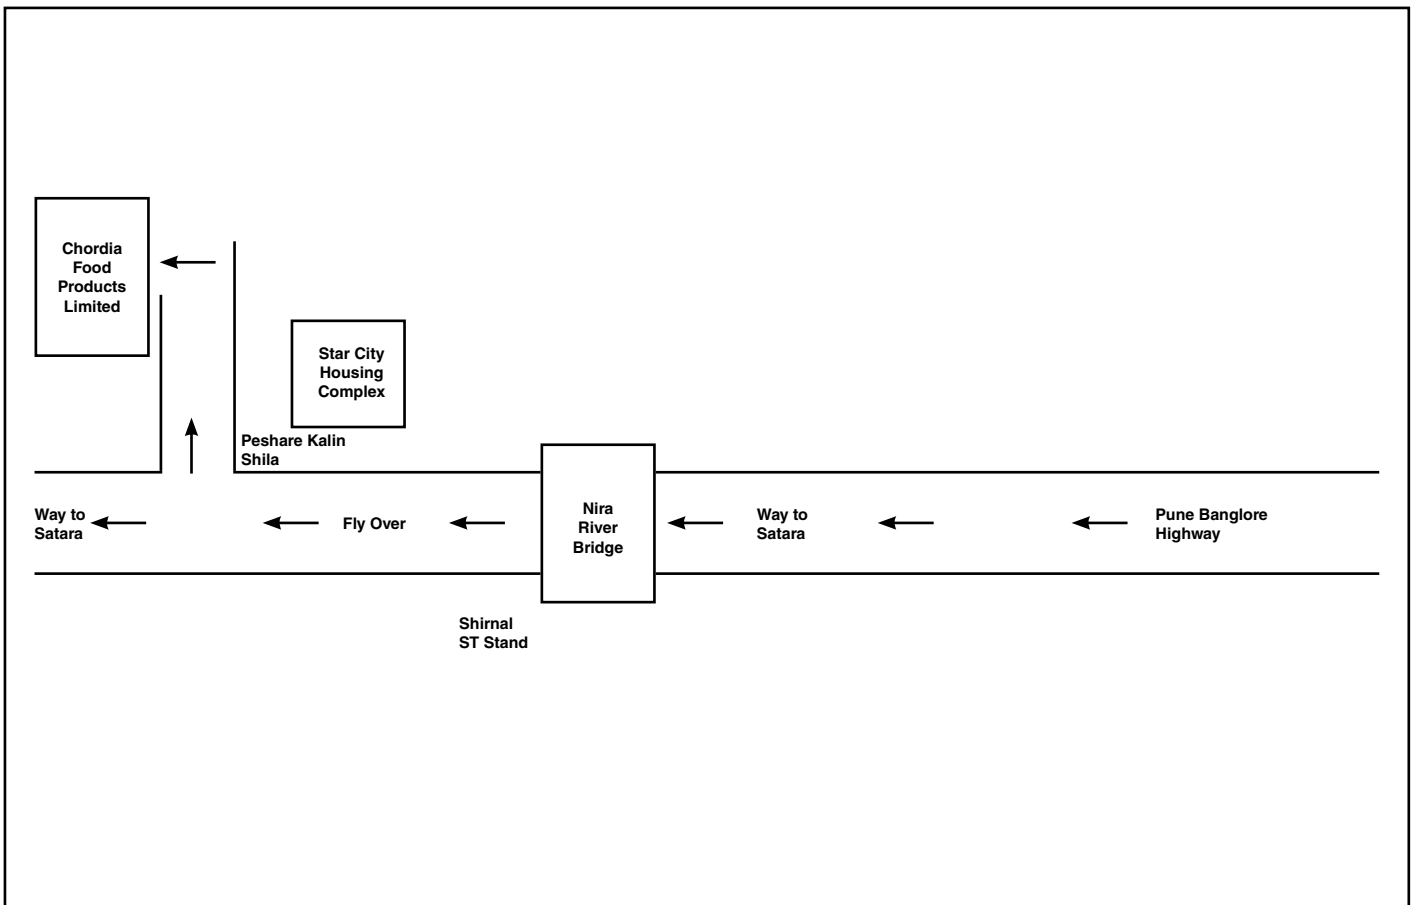 Chordia
Food
Products
Limited
Star City
Housing
Complex
Peshare Kalin
Shila
Way to
Satara
Fly Over
Nira
River
Bridge
Way to
Satara
Pune Banglore
Highway
Shirnal
ST Stand